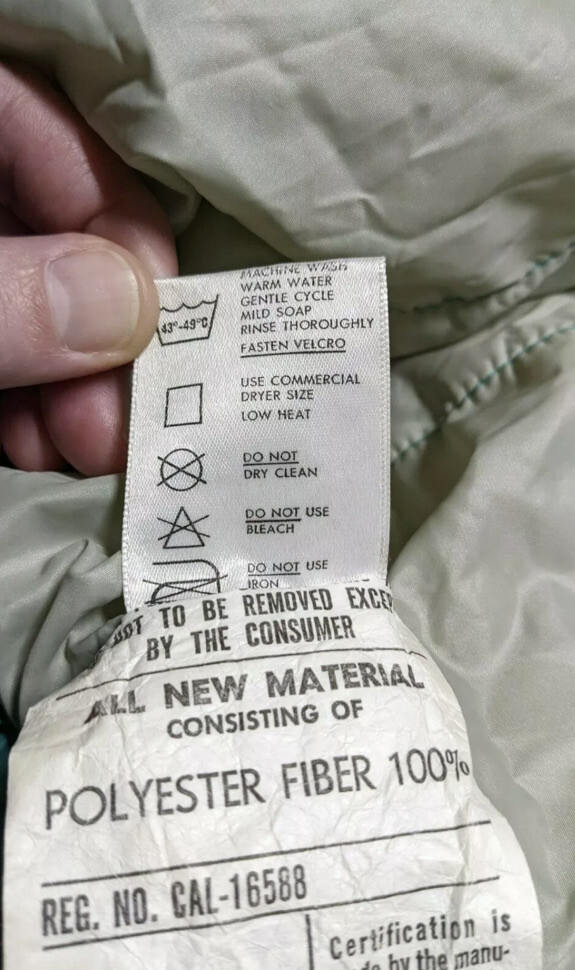 MACHINE WASH
WARM WATER
GENTLE CYCLE
MILD SOAP
RINSE THOROUGHLY
43°-49°C
FASTEN VELCRO
USE COMMERCIAL
DRYER SIZE
LOW HEAT
DO NOT
DRY CLEAN
DO NOT USE
BLEACH
DO NOT USE
IRON
TO BE REMOVED
BY THE CONSUMER
ALL NEW MATERIAL
CONSISTING OF
POLYESTER FIBER 100%
REG. NO. CAL-16588
Certification is
by the manu-